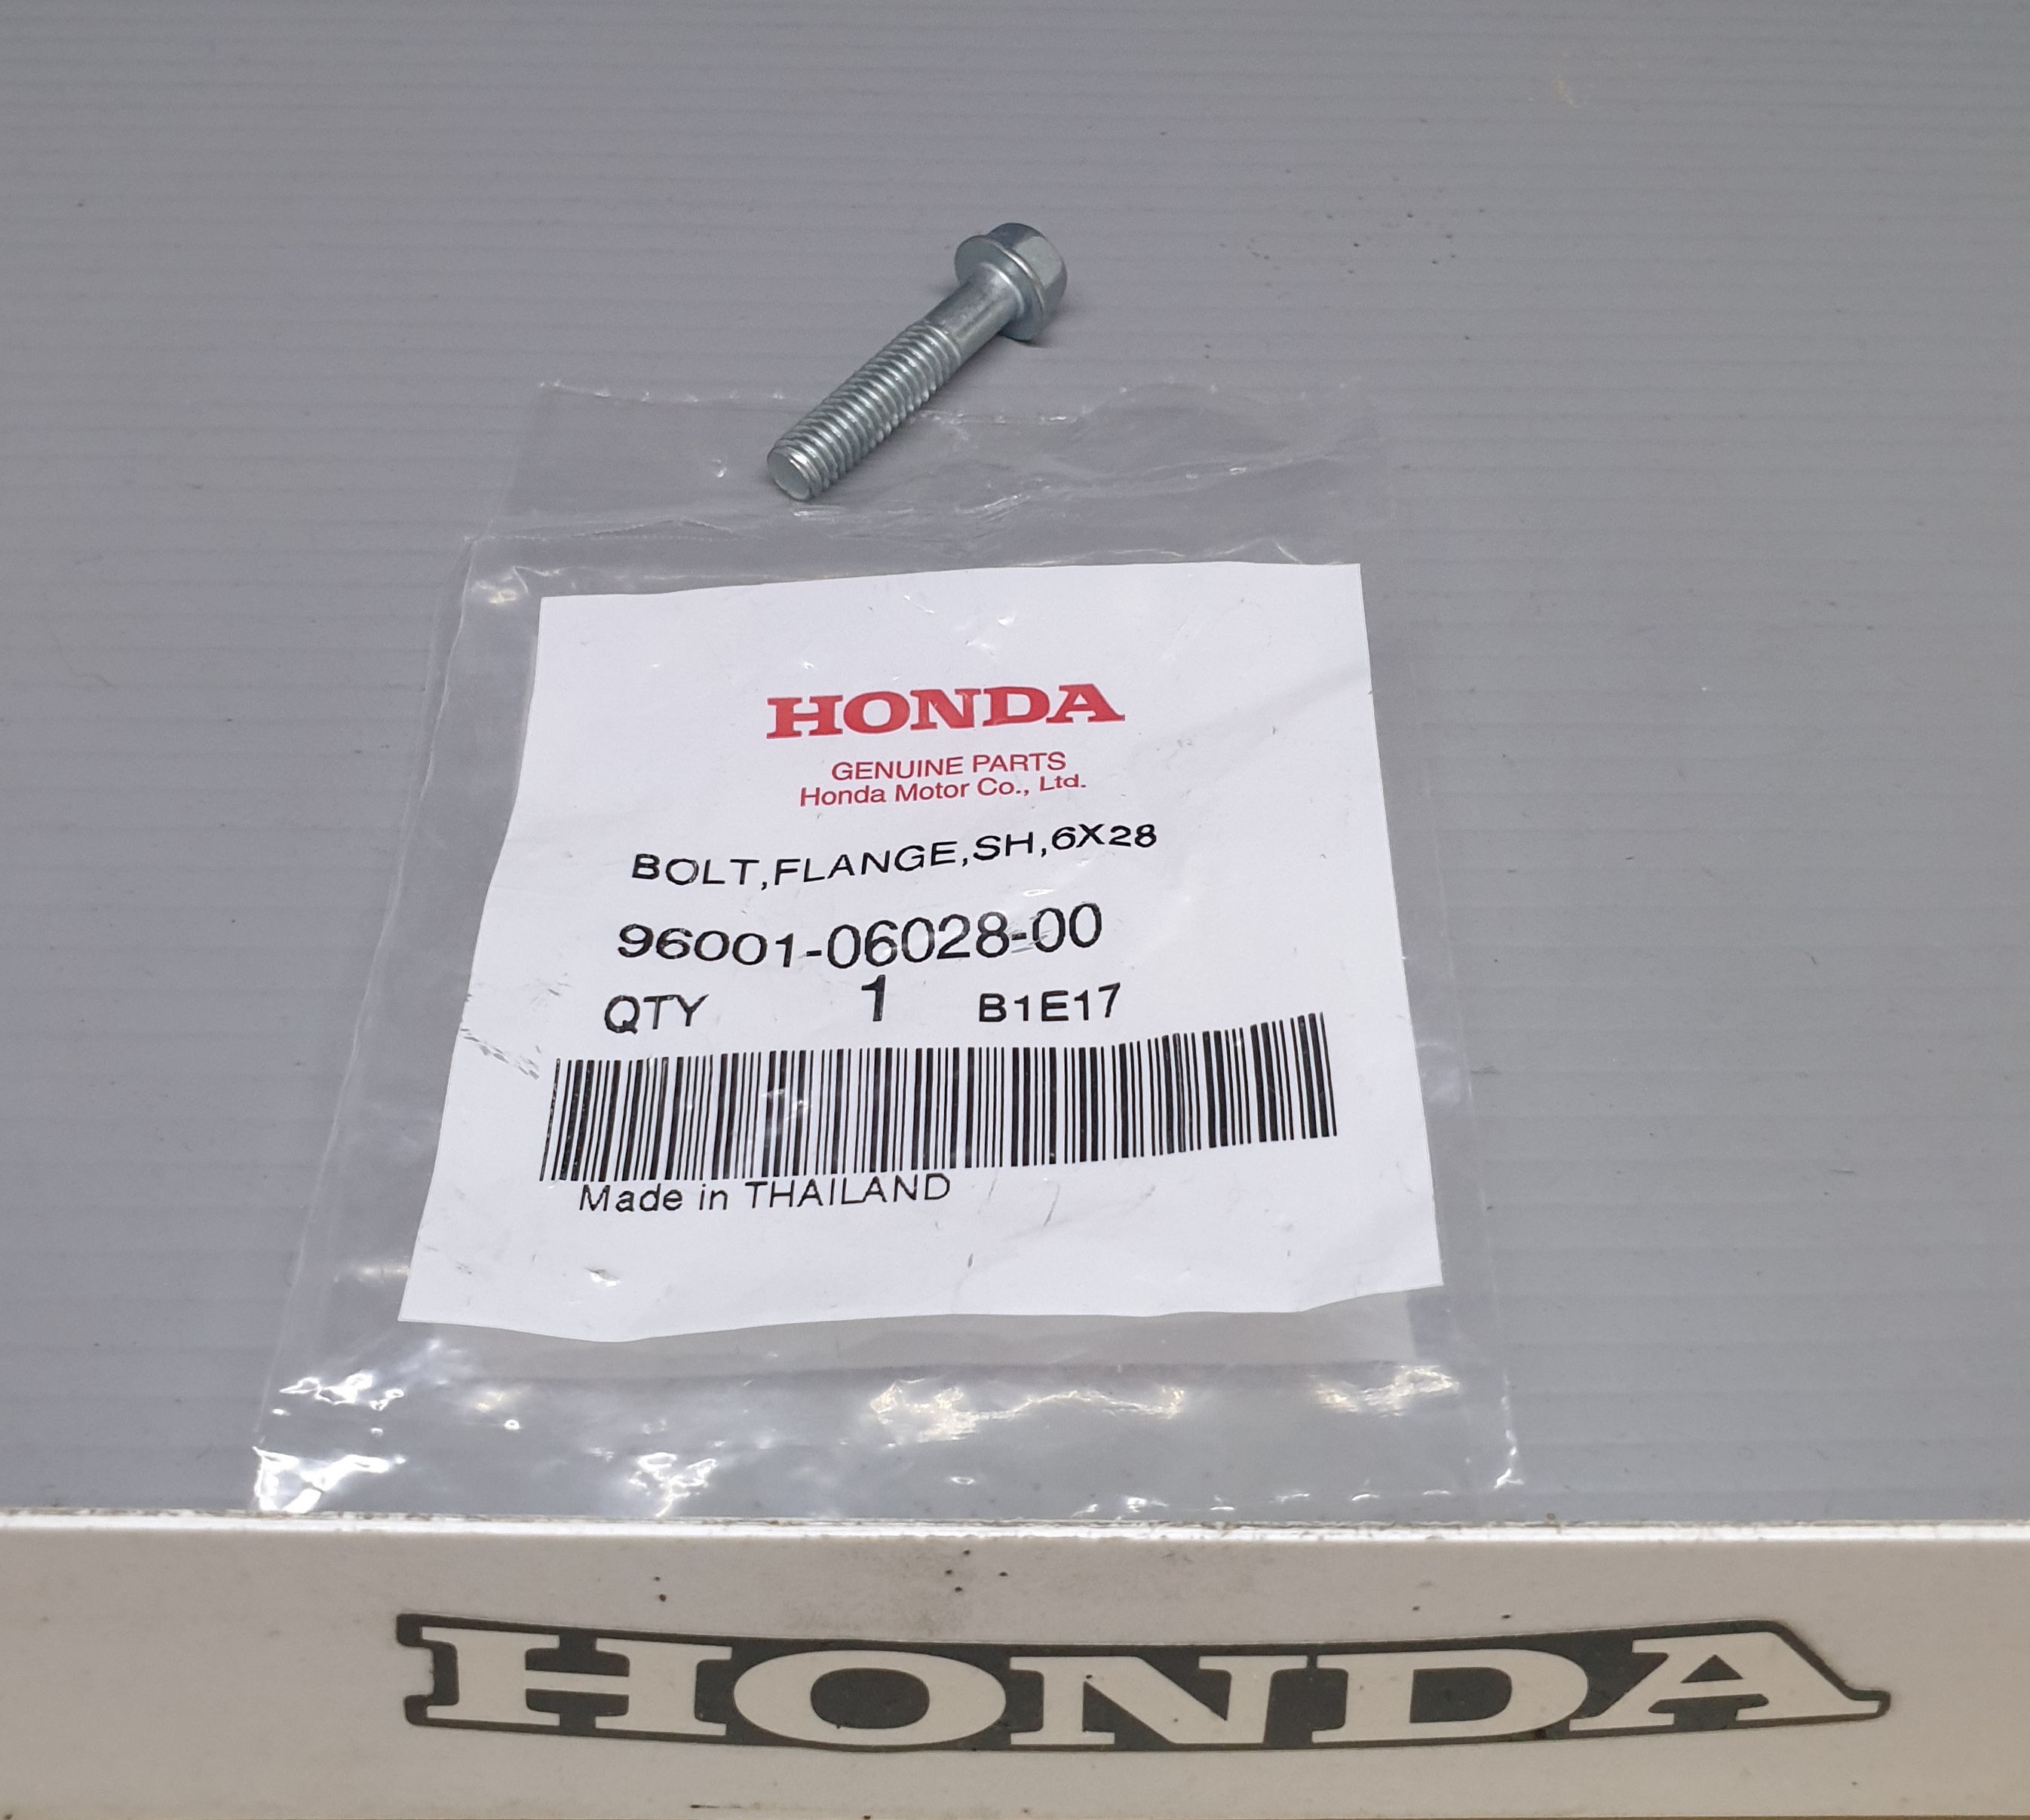 HONDA
GENUINE PARTS
Honda Motor Co., Ltd.
BOLT,FLANGE,SH,6X28
96001-06028-00
QTY 1 B1E17
Made in THAILAND
HONDA